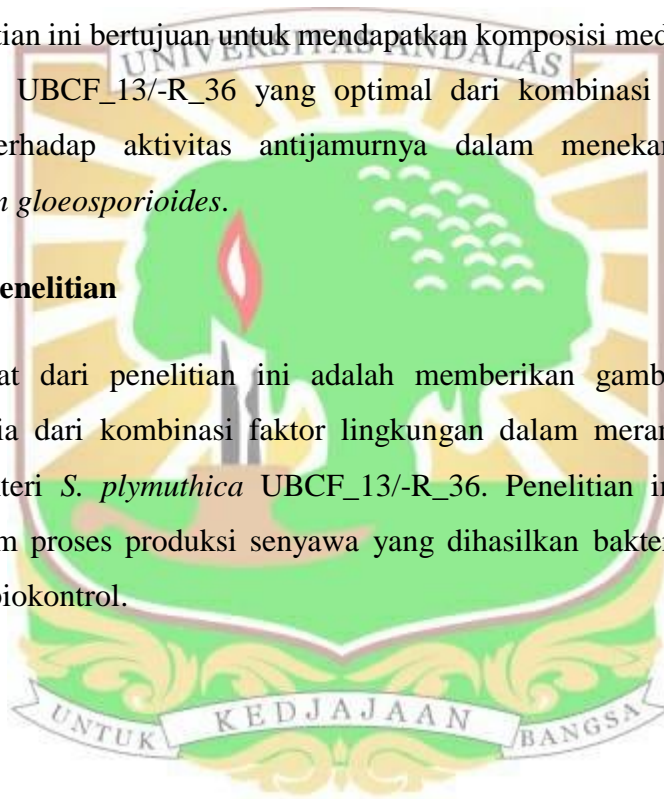 tian ini bertujuan untuk mendapatkan komposisi med
UNIVERSITAS ANDALAS
UBCF_13/-R_36 yang optimal dari kombinasi
erhadap aktivitas antijamurnya dalam menekan
gloeosporioides.
enelitian
at dari penelitian ini adalah memberikan gamb
ia dari kombinasi faktor lingkungan dalam meran
kteri S. plymuthica UBCF_13/-R_36. Penelitian in
m proses produksi senyawa yang dihasilkan bakter
biokontrol.
UNTUK KEDJAJAAN BANGSA